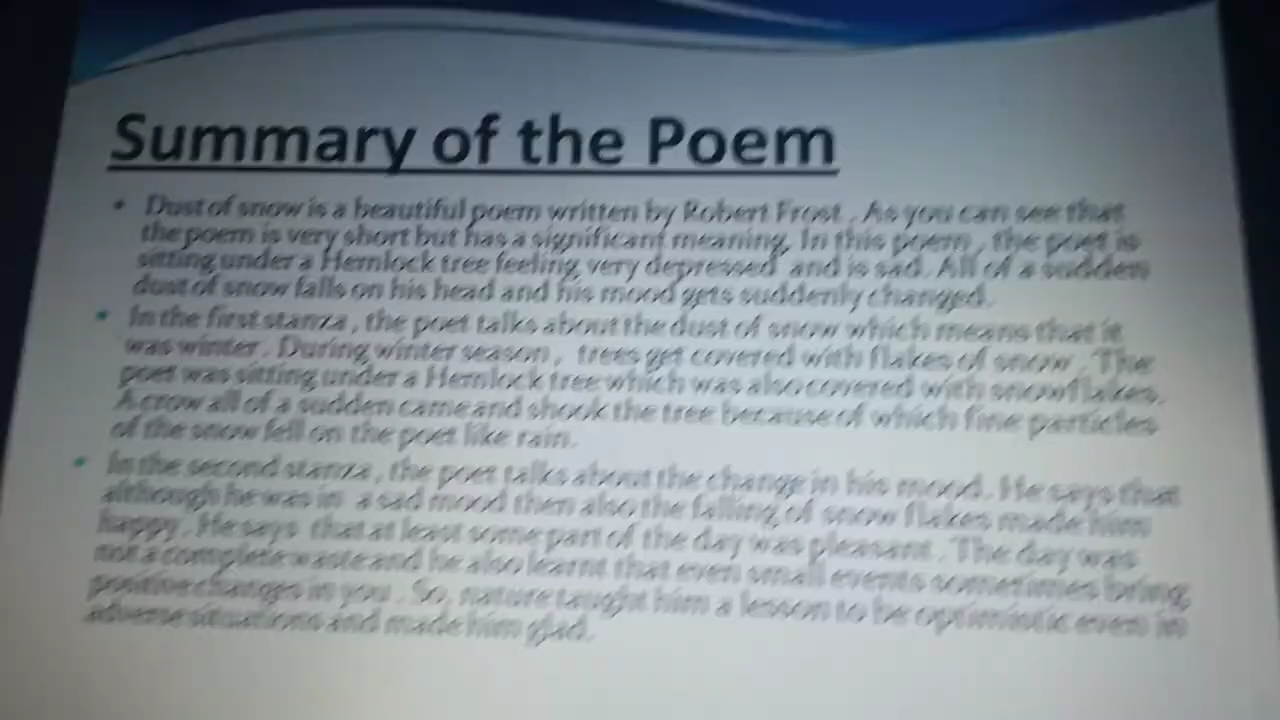 Summary of the Poem
• Dust of snow is a beautiful poem written by Robert Frost . As you can see that
the poem is very short but has a significant meaning. In this poem , the poet is
sitting under a Hemlock tree feeling very depressed and is sad. All of a sudden
dust of snow falls on his head and his mood gets suddenly changed.
• In the first stanza , the poet talks about the dust of snow which means that it
was winter . During winter season , trees get covered with flakes of snow . The
poet was sitting under a Hemlock tree which was also covered with snowflakes.
A crow all of a sudden came and shook the tree because of which fine particles
of the snow fell on the poet like rain.
• In the second stanza , the poet talks about the change in his mood . He says that
although he was in a sad mood then also the falling of snow flakes made him
happy . He says that at least some part of the day was pleasant . The day was
not a complete waste and he also learnt that even small events sometimes bring
positive changes in you . So, nature taught him a lesson to be optimistic even in
adverse situations and made him glad.